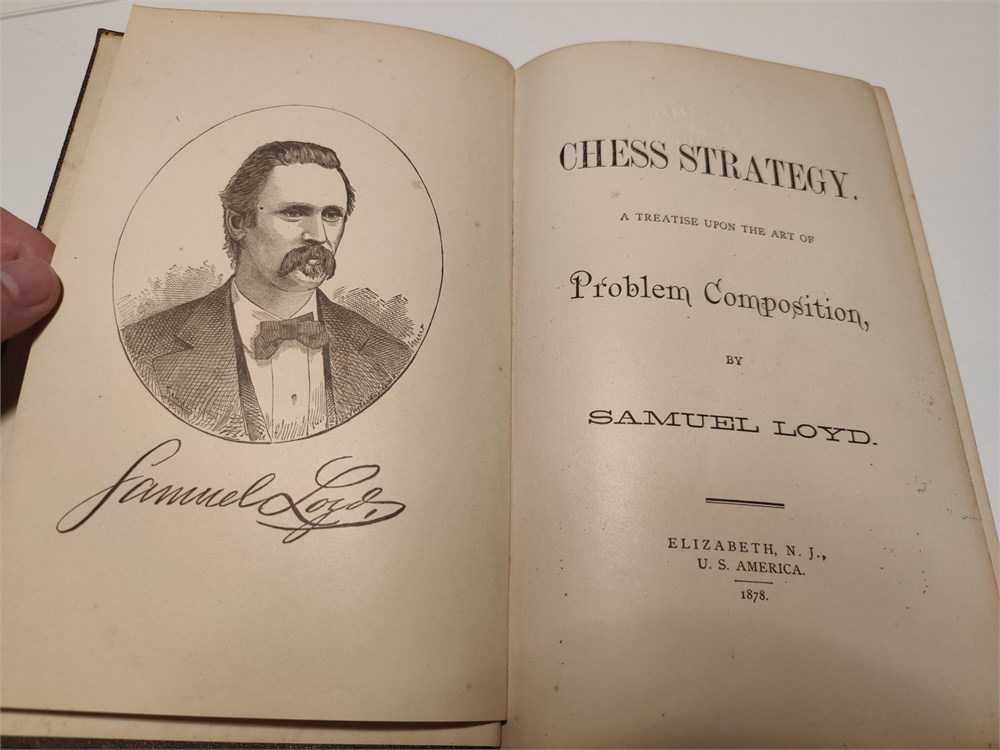 Samuel Loyd,
CHESS STRATEGY.
A TREATISE UPON THE ART OF
Problem Composition,
BY
SAMUEL LOYD.
ELIZABETH, N. J.,
U. S. AMERICA.
1878.